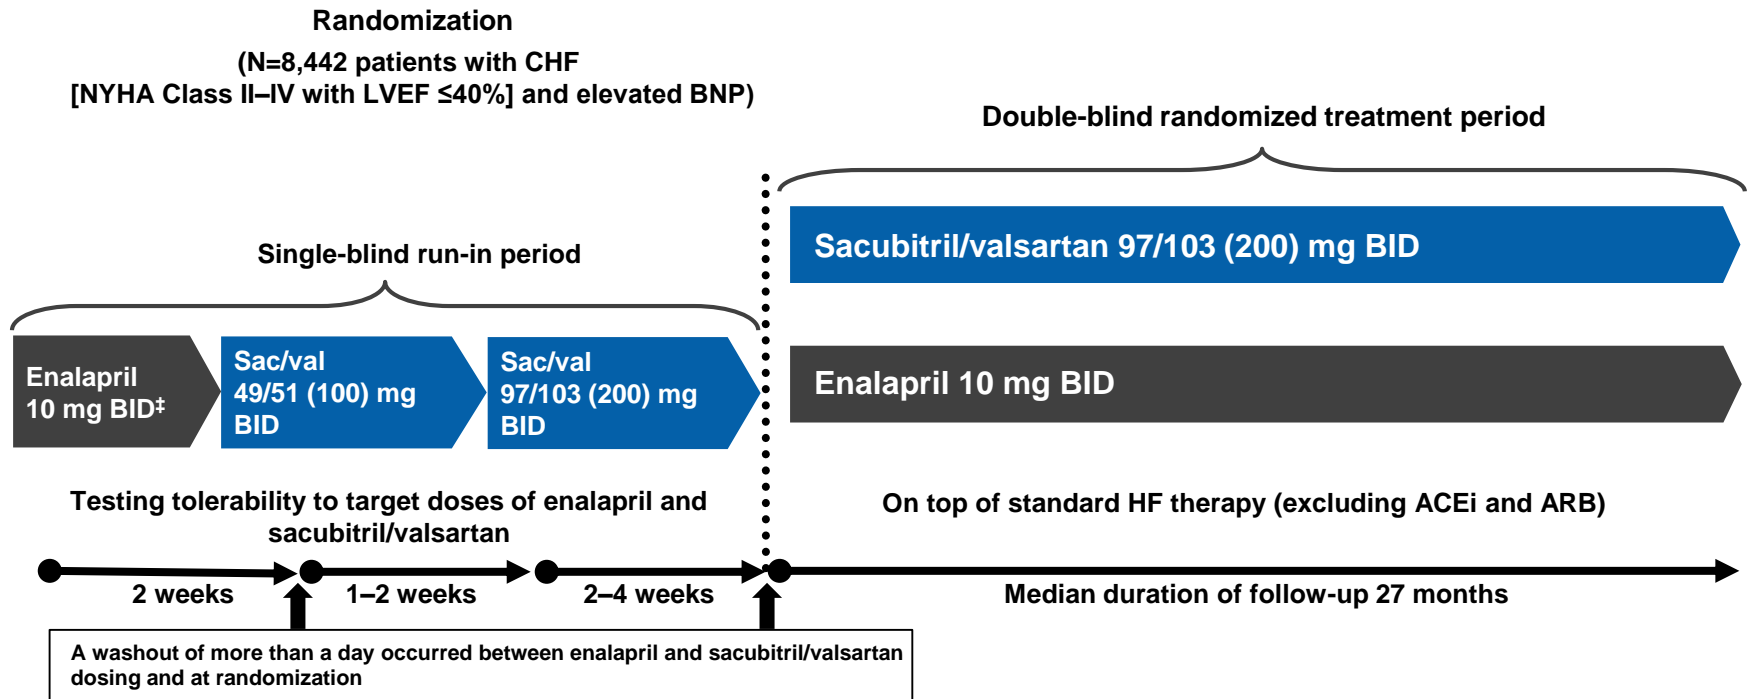 Randomization
(N=8,442 patients with CHF
[NYHA Class II–IV with LVEF ≤40%] and elevated BNP)
Double-blind randomized treatment period
Sacubitril/valsartan 97/103 (200) mg BID
Single-blind run-in period
Enalapril
10 mg BID‡
Sac/val
49/51 (100) mg
BID
Sac/val
97/103 (200) mg
BID
Enalapril 10 mg BID
Testing tolerability to target doses of enalapril and
sacubitril/valsartan
On top of standard HF therapy (excluding ACEi and ARB)
2 weeks
1–2 weeks
2–4 weeks
Median duration of follow-up 27 months
A washout of more than a day occurred between enalapril and sacubitril/valsartan
dosing and at randomization